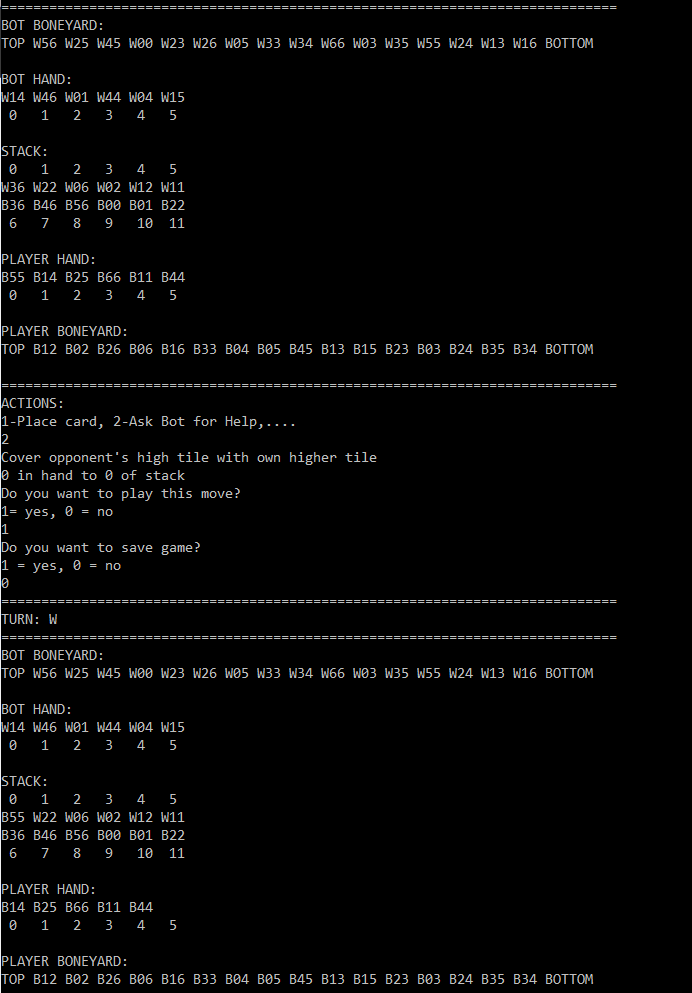 =============================================================================
BOT BONEYARD:
TOP W56 W25 W45 W00 W23 W26 W05 W33 W34 W66 W03 W35 W55 W24 W13 W16 BOTTOM
BOT HAND:
W14 W46 W01 W44 W04 W15
0 1 2 3 4 5
STACK:
0 1 2 3 4 5
W36 W22 W06 W02 W12 W11
B36 B46 B56 B00 B01 B22
6 7 8 9 10 11
PLAYER HAND:
B55 B14 B25 B66 B11 B44
0 1 2 3 4 5
PLAYER BONEYARD:
TOP B12 B02 B26 B06 B16 B33 B04 B05 B45 B13 B15 B23 B03 B24 B35 B34 BOTTOM
=============================================================================
ACTIONS:
1-Place card, 2-Ask Bot for Help,....
2
Cover opponent's high tile with own higher tile
0 in hand to 0 of stack
Do you want to play this move?
1= yes, 0 = no
1
Do you want to save game?
1 = yes, 0 = no
0
=============================================================================
TURN: W
=============================================================================
BOT BONEYARD:
TOP W56 W25 W45 W00 W23 W26 W05 W33 W34 W66 W03 W35 W55 W24 W13 W16 BOTTOM
BOT HAND:
W14 W46 W01 W44 W04 W15
0 1 2 3 4 5
STACK:
0 1 2 3 4 5
B55 W22 W06 W02 W12 W11
B36 B46 B56 B00 B01 B22
6 7 8 9 10 11
PLAYER HAND:
B14 B25 B66 B11 B44
0 1 2 3 4 5
PLAYER BONEYARD:
TOP B12 B02 B26 B06 B16 B33 B04 B05 B45 B13 B15 B23 B03 B24 B35 B34 BOTTOM